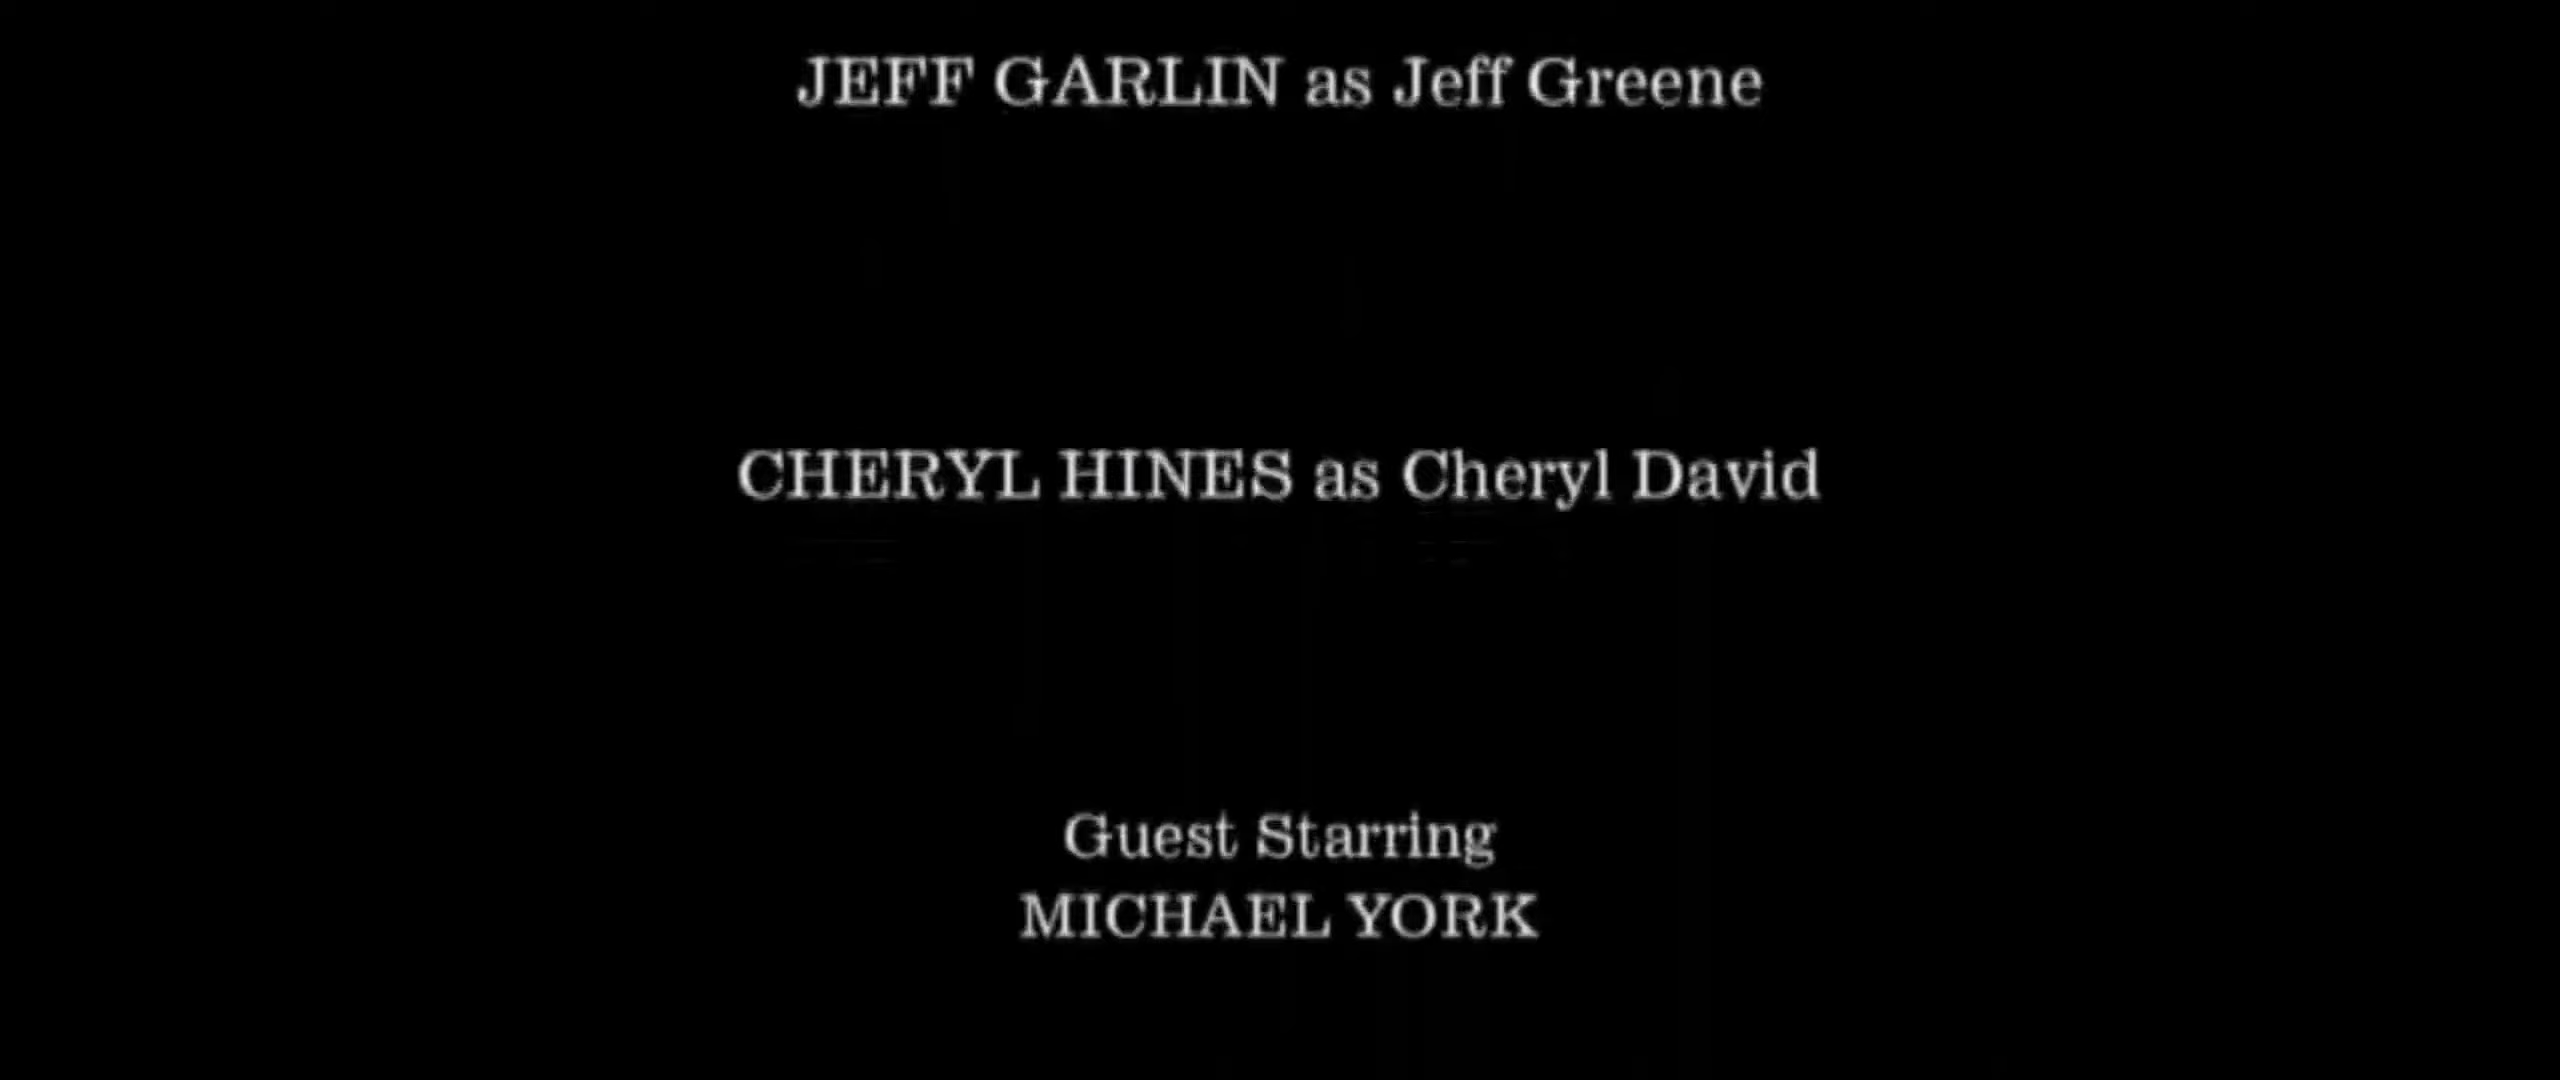 JEFF GARLIN as Jeff Greene
CHERYL HINES as Cheryl David
Guest Starring
MICHAEL YORK